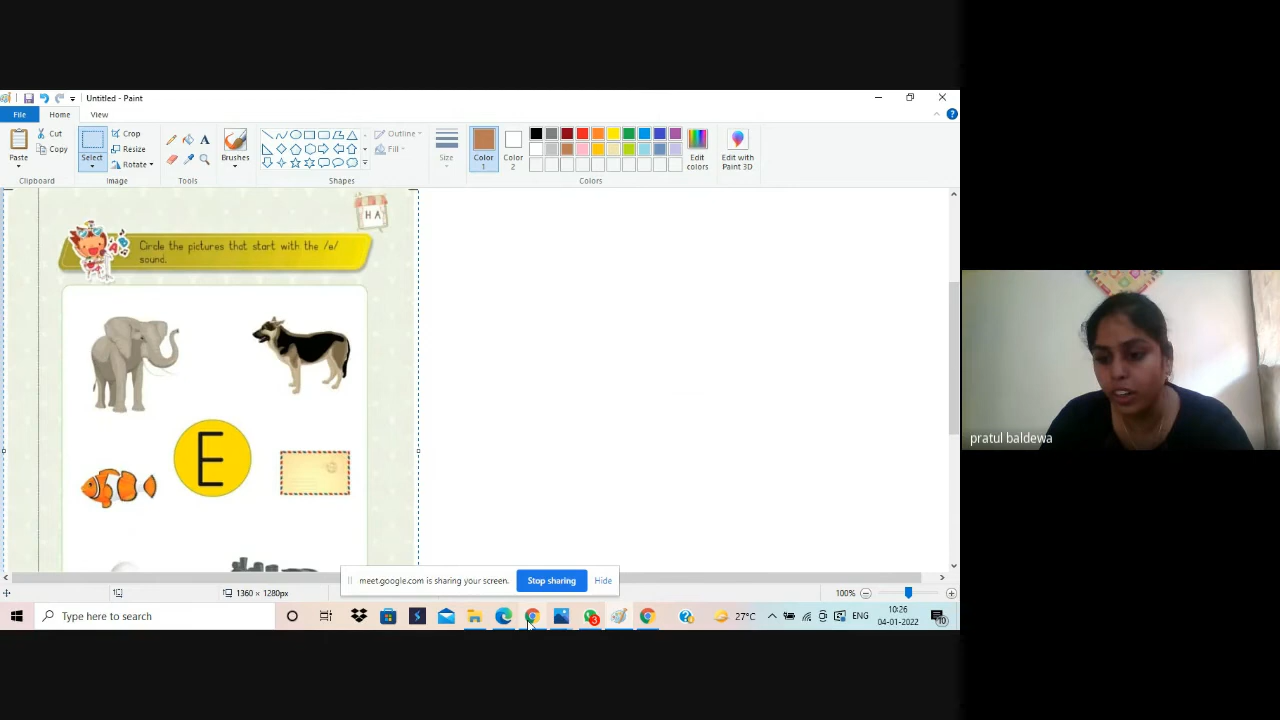 Untitled - Paint
File
Home
View
Cut
Copy
Paste
Crop
Resize
Rotate
Select
Brushes
Outline
Fill
Size
Color
1
Color
2
Edit
colors
Edit with
Paint 3D
Clipboard
Image
Tools
Shapes
Colors
H A
A B
Circle the pictures that start with the /e/
sound.
E
pratul baldewa
meet.google.com is sharing your screen.
Stop sharing
Hide
1360 × 1280px
100%
Type here to search
3
27°C
ENG
10:26
04-01-2022
10